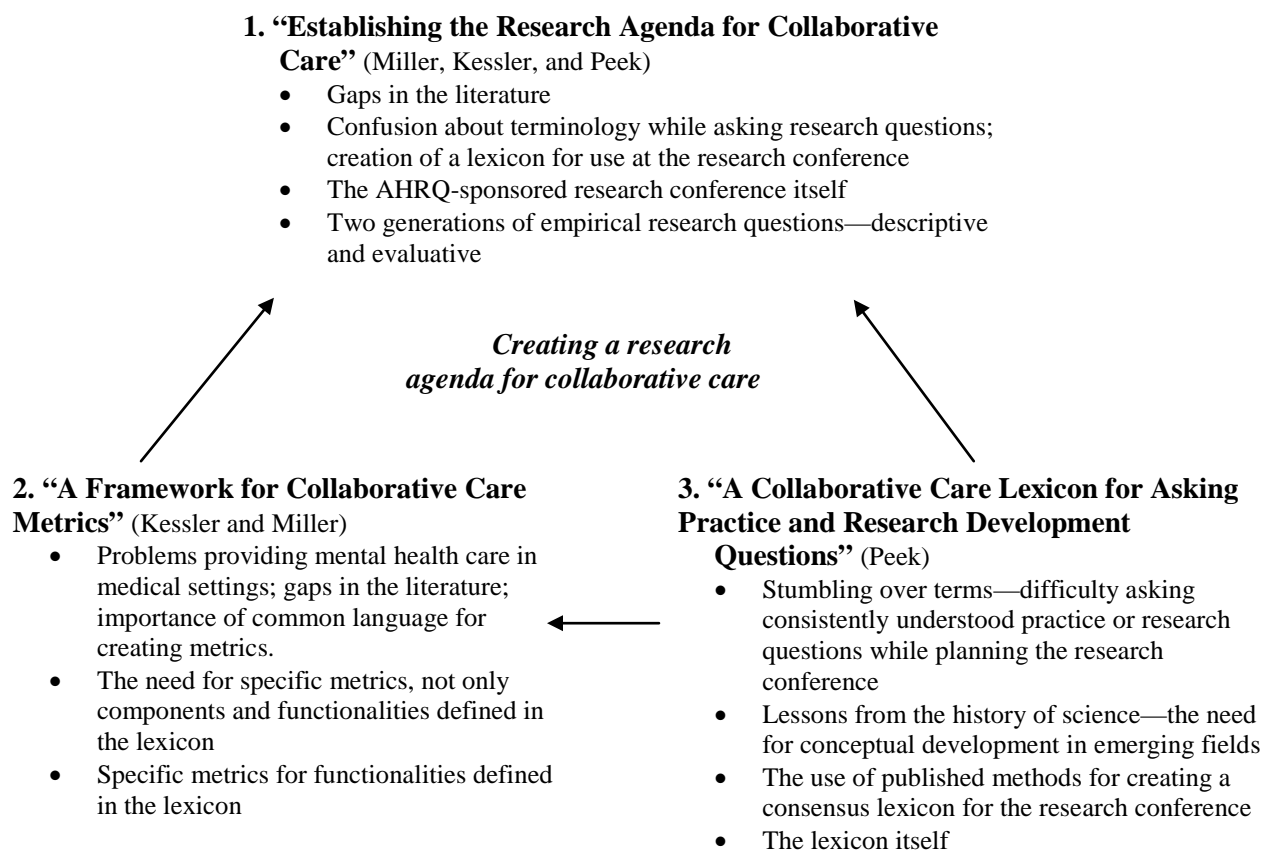 1. “Establishing the Research Agenda for Collaborative
Care” (Miller, Kessler, and Peek)
• Gaps in the literature
• Confusion about terminology while asking research questions;
creation of a lexicon for use at the research conference
• The AHRQ-sponsored research conference itself
• Two generations of empirical research questions—descriptive
and evaluative
Creating a research
agenda for collaborative care
2. “A Framework for Collaborative Care
Metrics” (Kessler and Miller)
• Problems providing mental health care in
medical settings; gaps in the literature;
importance of common language for
creating metrics.
• The need for specific metrics, not only
components and functionalities defined in
the lexicon
• Specific metrics for functionalities defined
in the lexicon
3. “A Collaborative Care Lexicon for Asking
Practice and Research Development
Questions” (Peek)
• Stumbling over terms—difficulty asking
consistently understood practice or research
questions while planning the research
conference
• Lessons from the history of science—the need
for conceptual development in emerging fields
• The use of published methods for creating a
consensus lexicon for the research conference
• The lexicon itself